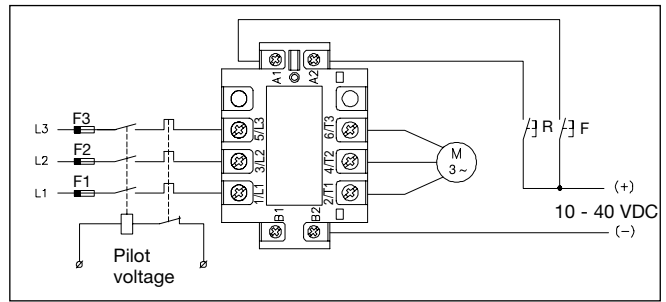 A1
A2
L3
F3
5/L3
6/T3
R
F
L2
F2
3/L2
4/T2
M
3 ~
L1
F1
1/L1
2/T1
(+)
10 - 40 VDC
B1
B2
(−)
Pilot
voltage